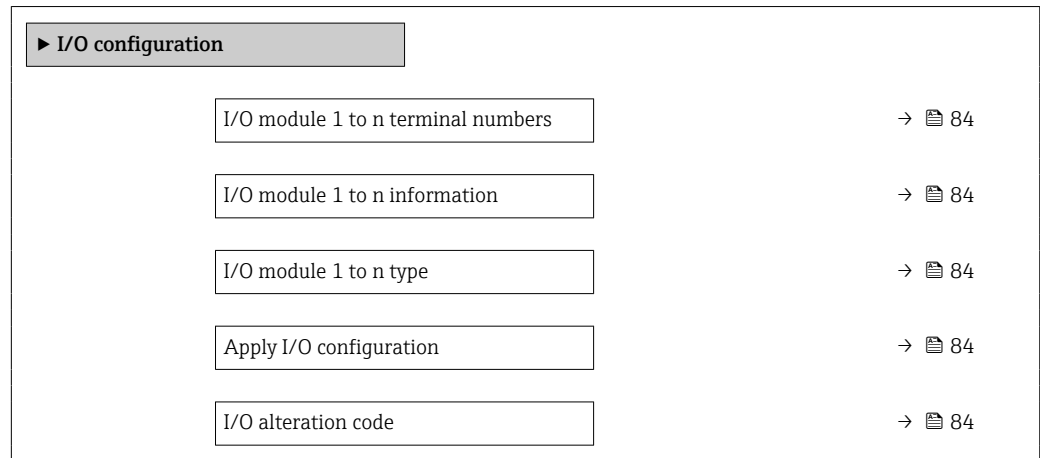 ► I/O configuration
I/O module 1 to n terminal numbers → 84
I/O module 1 to n information → 84
I/O module 1 to n type → 84
Apply I/O configuration → 84
I/O alteration code → 84